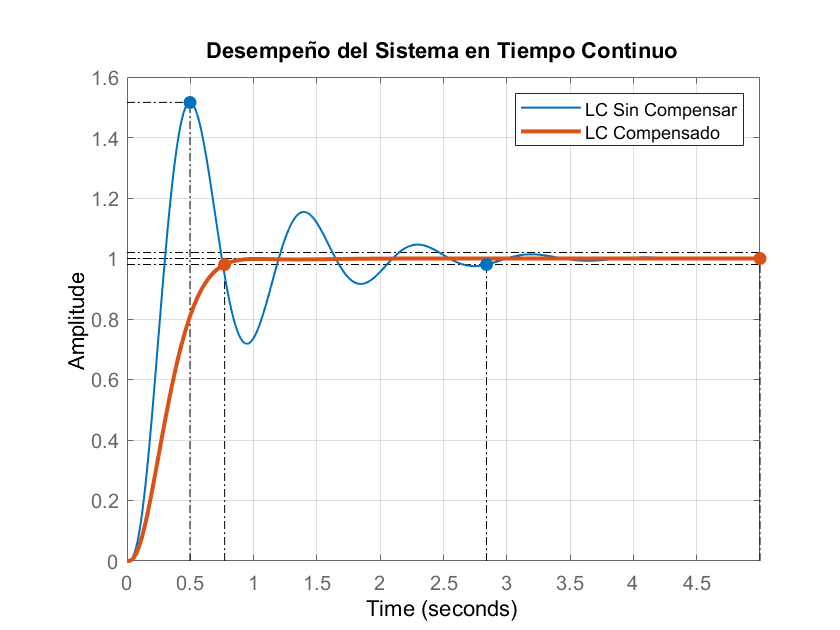 Desempeño del Sistema en Tiempo Continuo
LC Sin Compensar
LC Compensado
Amplitude
1.6
1.4
1.2
1
0.8
0.6
0.4
0.2
0
0 0.5 1 1.5 2 2.5 3 3.5 4 4.5
Time (seconds)